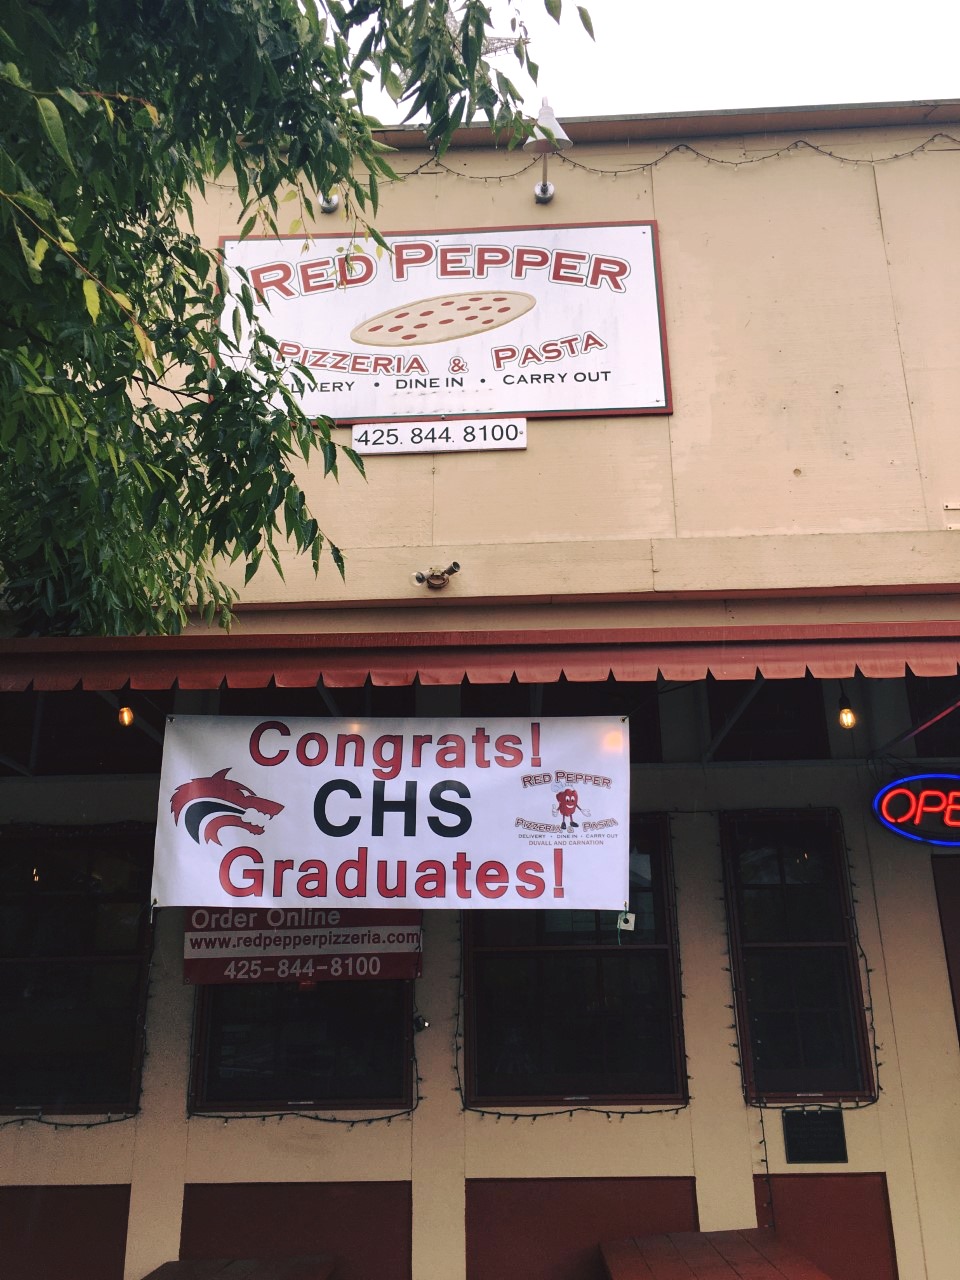 RED PEPPER
PIZZERIA & PASTA
LIVERY • DINE IN • CARRY OUT
425. 844. 8100
Congrats!
CHS
Graduates!
RED PEPPER
PIZZERIA & PASTA
DELIVERY • DINE IN • CARRY OUT
DUVALL AND CARNATION
OPE
Order Online
www.redpepperpizzeria.com
425-844-8100